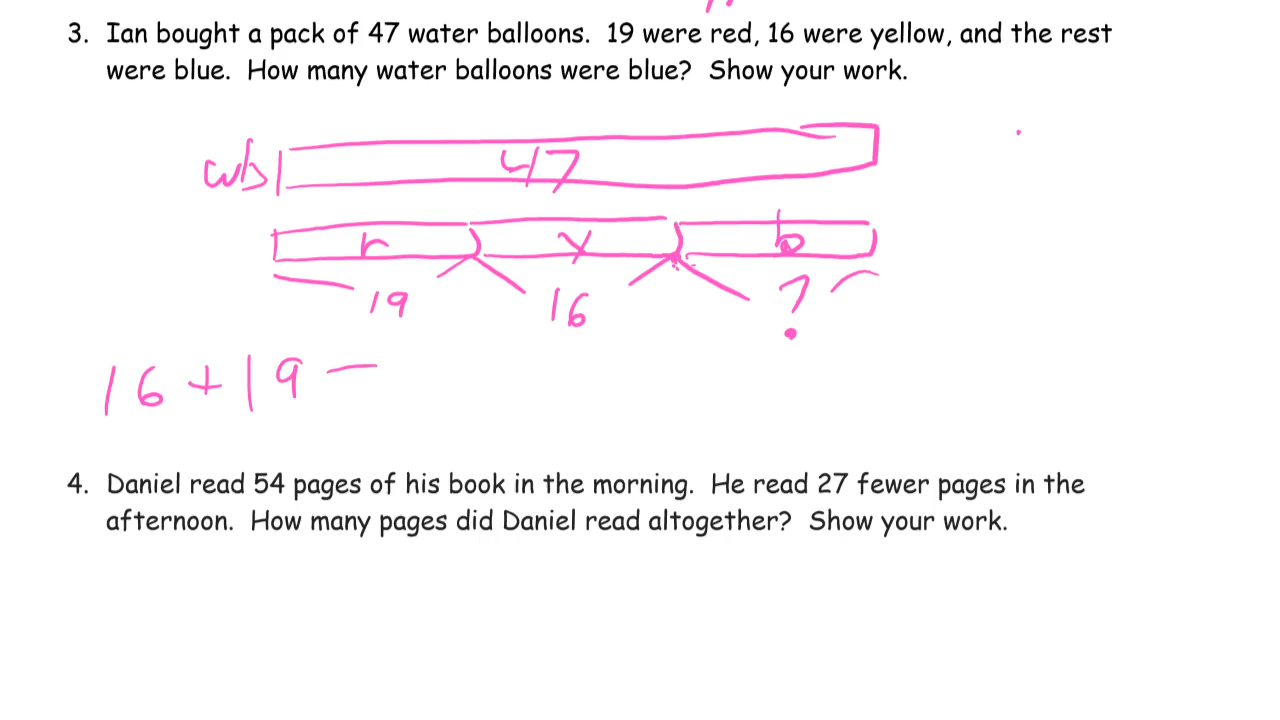 3. Ian bought a pack of 47 water balloons. 19 were red, 16 were yellow, and the rest
were blue. How many water balloons were blue? Show your work.
wb 47
r y b
19 16 ?
16 + 19 –
4. Daniel read 54 pages of his book in the morning. He read 27 fewer pages in the
afternoon. How many pages did Daniel read altogether? Show your work.